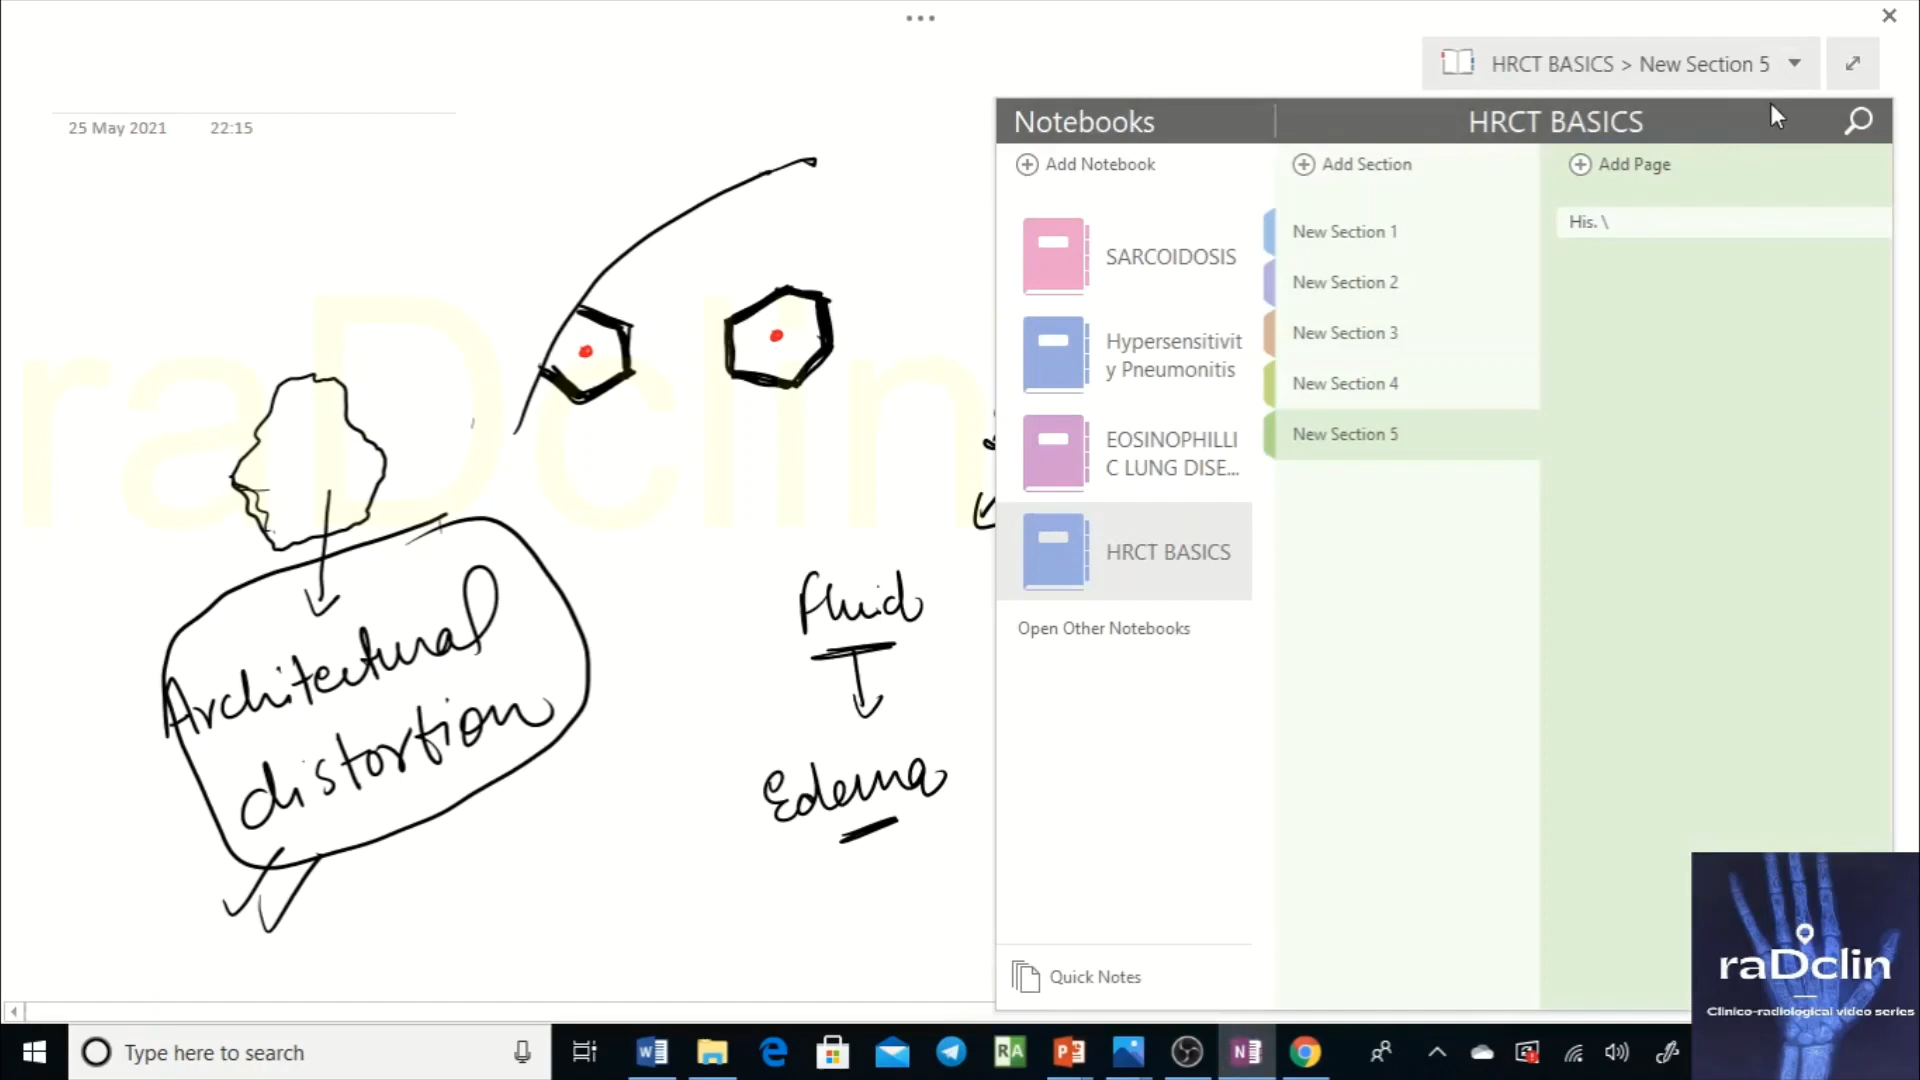 HRCT BASICS > New Section 5
25 May 2021 22:15
Notebooks
HRCT BASICS
Add Notebook
Add Section
Add Page
SARCOIDOSIS
Hypersensitivit
y Pneumonitis
EOSINOPHILLI
C LUNG DISE...
HRCT BASICS
Open Other Notebooks
Quick Notes
New Section 1
New Section 2
New Section 3
New Section 4
New Section 5
His. \
raDclin
Architectural
distortion
Fluid
Edema
raDclin
Clinico-radiological video series
Type here to search
W
RA
P
N